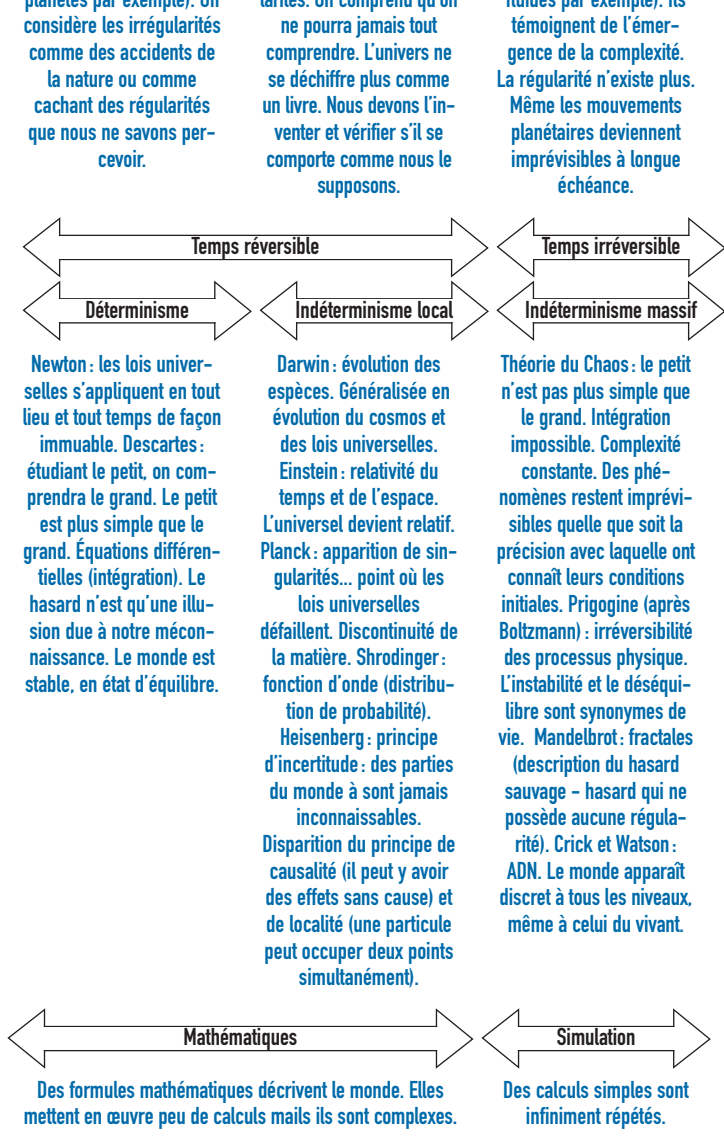 planètes par exemple). On
considère les irrégularités
comme des accidents de
la nature ou comme
cachant des régularités
que nous ne savons per-
cevoir.
larités. On comprend qu'on
ne pourra jamais tout
comprendre. L'univers ne
se déchiffre plus comme
un livre. Nous devons l'in-
venter et vérifier s'il se
comporte comme nous le
supposons.
fluides par exemple). Ils
témoignent de l'émer-
gence de la complexité.
La régularité n'existe plus.
Même les mouvements
planétaires deviennent
imprévisibles à longue
échéance.
Temps réversible
Temps irréversible
Déterminisme
Indéterminisme local
Indéterminisme massif
Newton : les lois univer-
selles s'appliquent en tout
lieu et tout temps de façon
immuable. Descartes :
étudiant le petit, on com-
prendra le grand. Le petit
est plus simple que le
grand. Équations différen-
tielles (intégration). Le
hasard n'est qu'une illu-
sion due à notre mécon-
naissance. Le monde est
stable, en état d'équilibre.
Darwin : évolution des
espèces. Généralisée en
évolution du cosmos et
des lois universelles.
Einstein : relativité du
temps et de l'espace.
L'universel devient relatif.
Planck : apparition de sin-
gularités... point où les
lois universelles
défaillent. Discontinuité de
la matière. Shrodinger :
fonction d'onde (distribu-
tion de probabilité).
Heisenberg : principe
d'incertitude : des parties
du monde à sont jamais
inconnaissables.
Disparition du principe de
causalité (il peut y avoir
des effets sans cause) et
de localité (une particule
peut occuper deux points
simultanément).
Théorie du Chaos : le petit
n'est pas plus simple que
le grand. Intégration
impossible. Complexité
constante. Des phé-
nomènes restent imprévi-
sibles quelle que soit la
précision avec laquelle ont
connaît leurs conditions
initiales. Prigogine (après
Boltzmann) : irréversibilité
des processus physique.
L'instabilité et le déséqui-
libre sont synonymes de
vie. Mandelbrot : fractales
(description du hasard
sauvage - hasard qui ne
possède aucune régula-
rité). Crick et Watson :
ADN. Le monde apparaît
discret à tous les niveaux,
même à celui du vivant.
Mathématiques
Simulation
Des formules mathématiques décrivent le monde. Elles
mettent en œuvre peu de calculs mails ils sont complexes.
Des calculs simples sont
infiniment répétés.